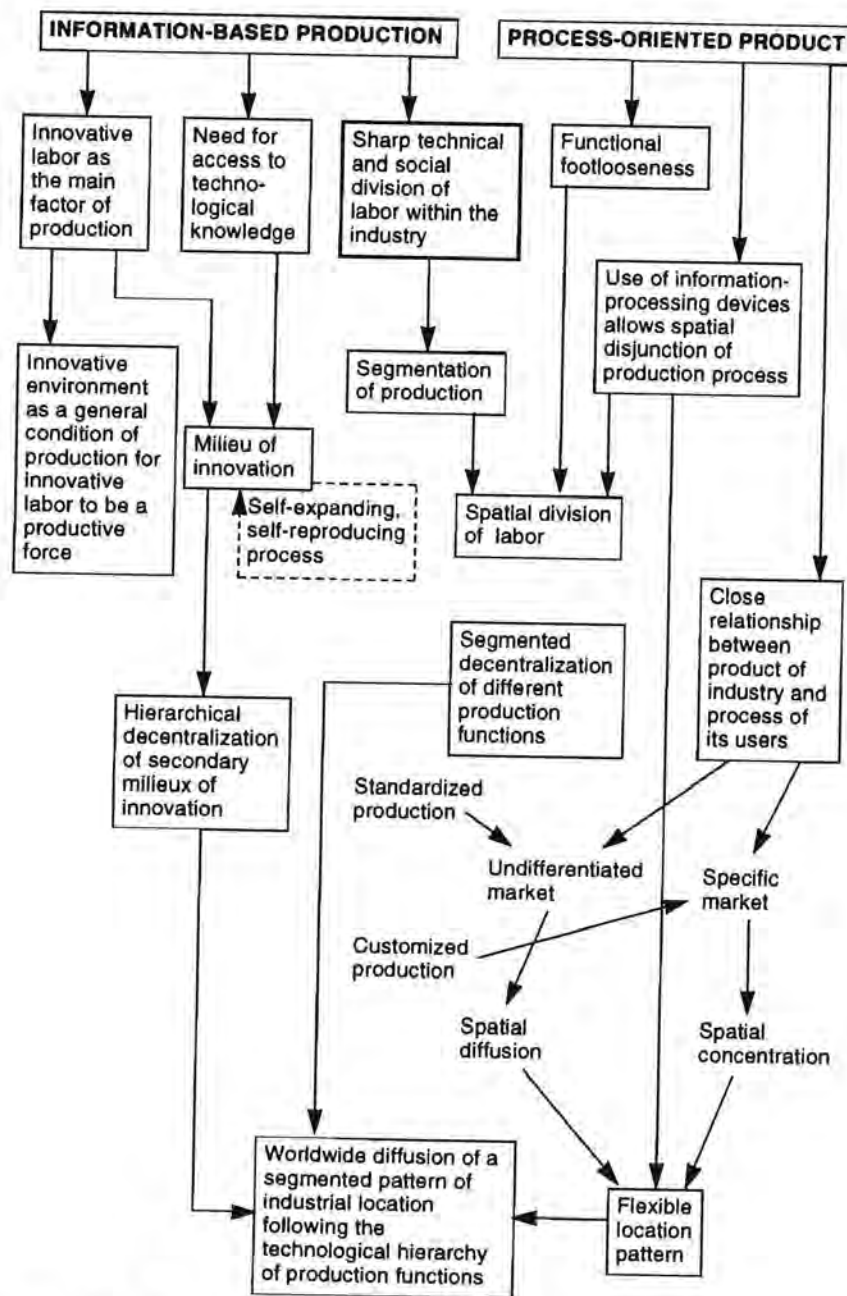 INFORMATION-BASED PRODUCTION
PROCESS-ORIENTED PRODUCT
Innovative
labor as
the main
factor of
production
Need for
access to
techno-
logical
knowledge
Sharp technical
and social
division of
labor within the
industry
Functional
footlooseness
Use of information-
processing devices
allows spatial
disjunction of
production process
Innovative
environment
as a general
condition of
production for
innovative
labor to be a
productive
force
Segmentation
of production
Milieu of
innovation
Self-expanding,
self-reproducing
process
Spatial division
of labor
Close
relationship
between
product of
industry and
process of
its users
Segmented
decentralization
of different
production
functions
Hierarchical
decentralization
of secondary
milieux of
innovation
Standardized
production
Undifferentiated
market
Specific
market
Customized
production
Spatial
diffusion
Spatial
concentration
Worldwide diffusion of a
segmented pattern of
industrial location
following the
technological hierarchy
of production functions
Flexible
location
pattern